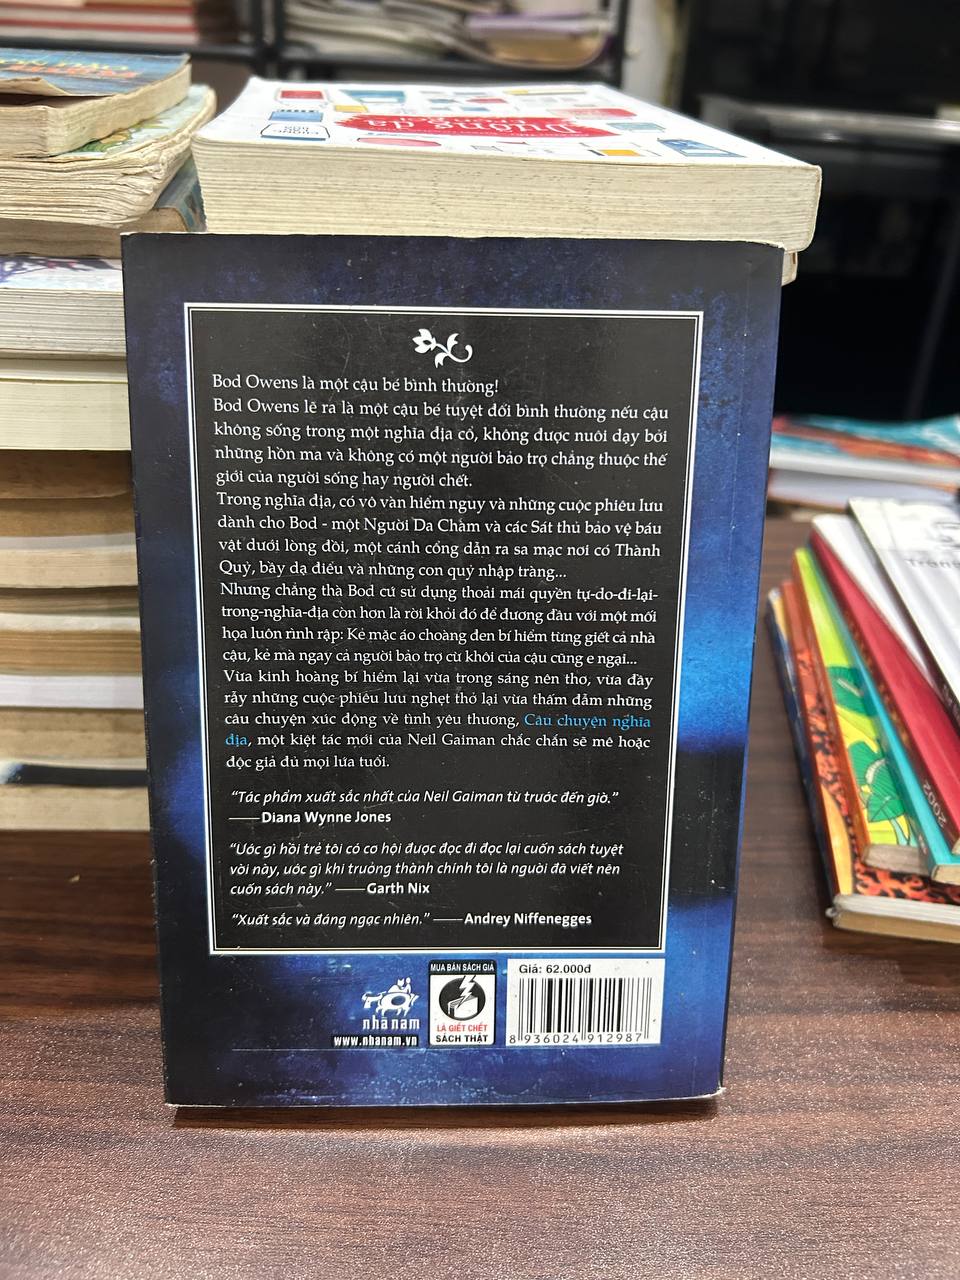 Dưỡng da
Bod Owens là một cậu bé bình thường!
Bod Owens lẽ ra là một cậu bé tuyệt đối bình thường nếu cậu
không sống trong một nghĩa địa cổ, không được nuôi dạy bởi
những hồn ma và không có một người bảo trợ chẳng thuộc thế
giới của người sống hay người chết.
Trong nghĩa địa, có vô vàn hiểm nguy và những cuộc phiêu lưu
dành cho Bod - một Người Da Chàm và các Sát thủ bảo vệ báu
vật dưới lòng đồi, một cánh cổng dẫn ra sa mạc nơi có Thành
Quỷ, bầy dạ điểu và những con quỷ nhập tràng...
Nhưng chẳng thà Bod cứ sử dụng thoải mái quyền tự-do-đi-lại-
trong-nghĩa-địa còn hơn là rời khỏi đó để đương đầu với một mối
họa luôn rình rập: Kẻ mặc áo choàng đen bí hiểm từng giết cả nhà
cậu, kẻ mà ngay cả người bảo trợ cừ khôi của cậu cũng e ngại...
Vừa kinh hoàng bí hiểm lại vừa trong sáng nên thơ, vừa đầy
rẫy những cuộc phiêu lưu nghẹt thở lại vừa thấm đẫm những
câu chuyện xúc động về tình yêu thương, Câu chuyện nghĩa
địa, một kiệt tác mới của Neil Gaiman chắc chắn sẽ mê hoặc
độc giả đủ mọi lứa tuổi.
“Tác phẩm xuất sắc nhất của Neil Gaiman từ trước đến giờ.”
——Diana Wynne Jones
“Ước gì hồi trẻ tôi có cơ hội được đọc đi đọc lại cuốn sách tuyệt
vời này, ước gì khi trưởng thành chính tôi là người đã viết nên
cuốn sách này.” ——Garth Nix
“Xuất sắc và đáng ngạc nhiên.” ——Andrey Niffenegges
nhã nam
www.nhanam.vn
MUA BÁN SÁCH GIẢ
LÀ GIẾT CHẾT
SÁCH THẬT
Giá: 62.000đ
8 936024 912987
2002